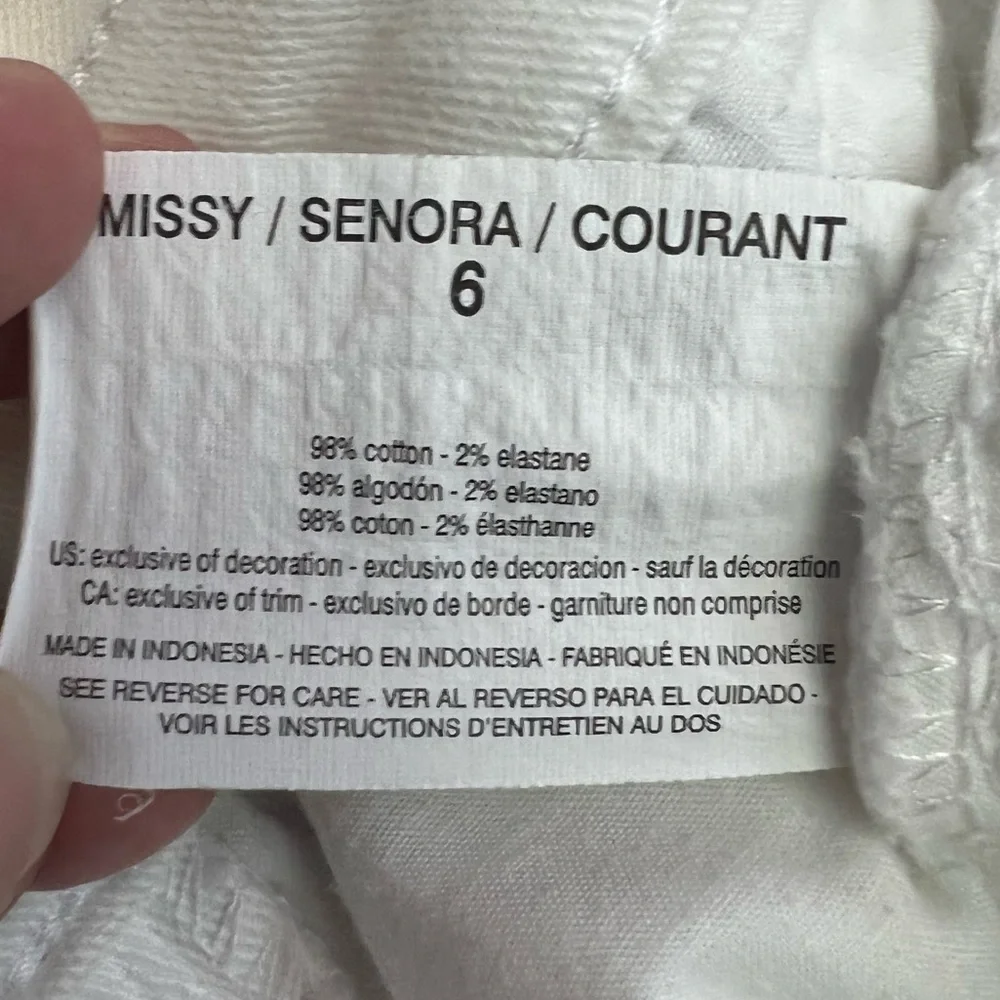 MISSY / SENORA / COURANT
6
98% cotton - 2% elastane
98% algodón - 2% elastano
98% coton - 2% élasthanne
US: exclusive of decoration - exclusivo de decoracion - sauf la décoration
CA: exclusive of trim - exclusivo de borde - garniture non comprise
MADE IN INDONESIA - HECHO EN INDONESIA - FABRIQUÉ EN INDONÉSIE
SEE REVERSE FOR CARE - VER AL REVERSO PARA EL CUIDADO -
VOIR LES INSTRUCTIONS D'ENTRETIEN AU DOS